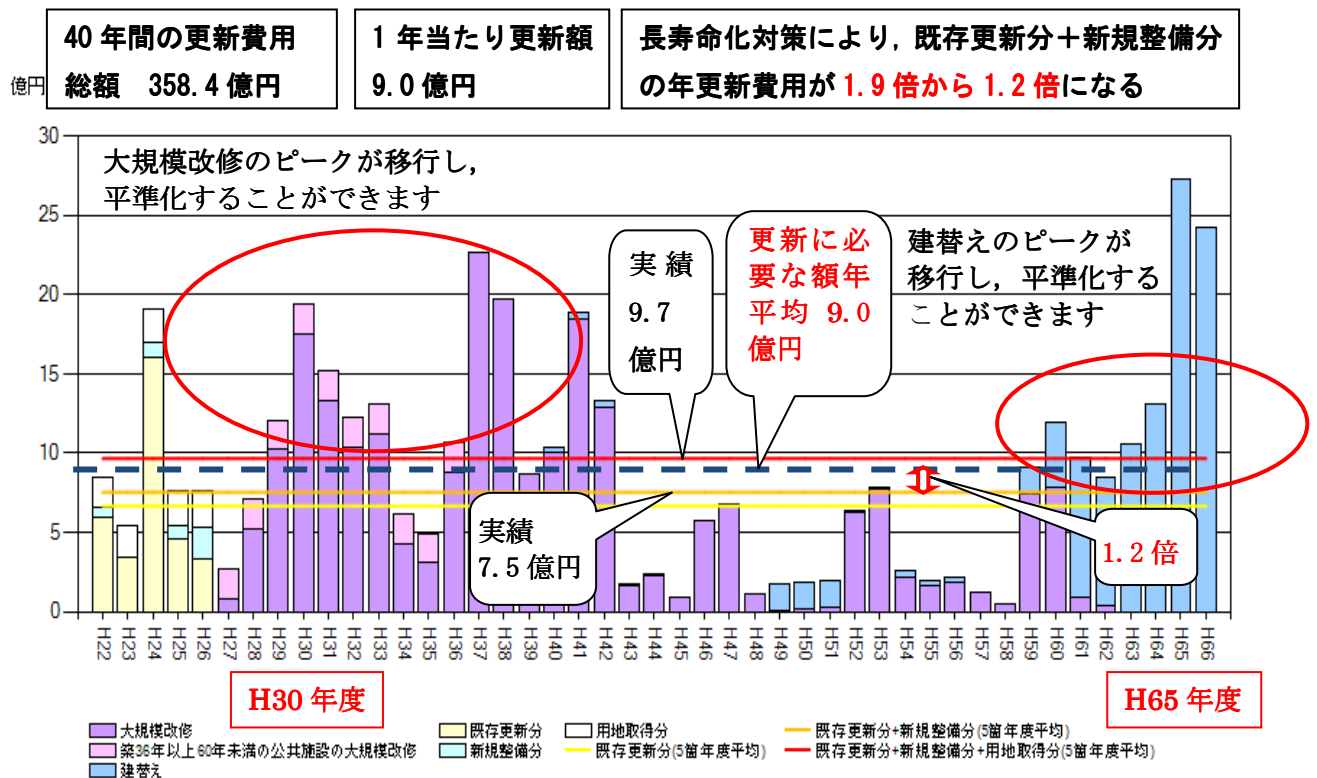 40 年間の更新費用
総額　358.4 億円
1 年当たり更新額
9.0 億円
長寿命化対策により，既存更新分＋新規整備分
の年更新費用が 1.9 倍から 1.2 倍になる
億円
30
25
20
15
10
5
0
大規模改修のピークが移行し，
平準化することができます
実績
9.7
億円
更新に必
要な額年
平均 9.0
億円
建替えのピークが
移行し，平準化する
ことができます
実績
7.5 億円
1.2 倍
H22
H23
H24
H25
H26
H27
H28
H29
H30
H31
H32
H33
H34
H35
H36
H37
H38
H39
H40
H41
H42
H43
H44
H45
H46
H47
H48
H49
H50
H51
H52
H53
H54
H55
H56
H57
H58
H59
H60
H61
H62
H63
H64
H65
H66
H30 年度
H65 年度
大規模改修
築36年以上60年未満の公共施設の大規模改修
建替え
既存更新分
新規整備分
用地取得分
既存更新分(5箇年度平均)
既存更新分+新規整備分(5箇年度平均)
既存更新分+新規整備分+用地取得分(5箇年度平均)